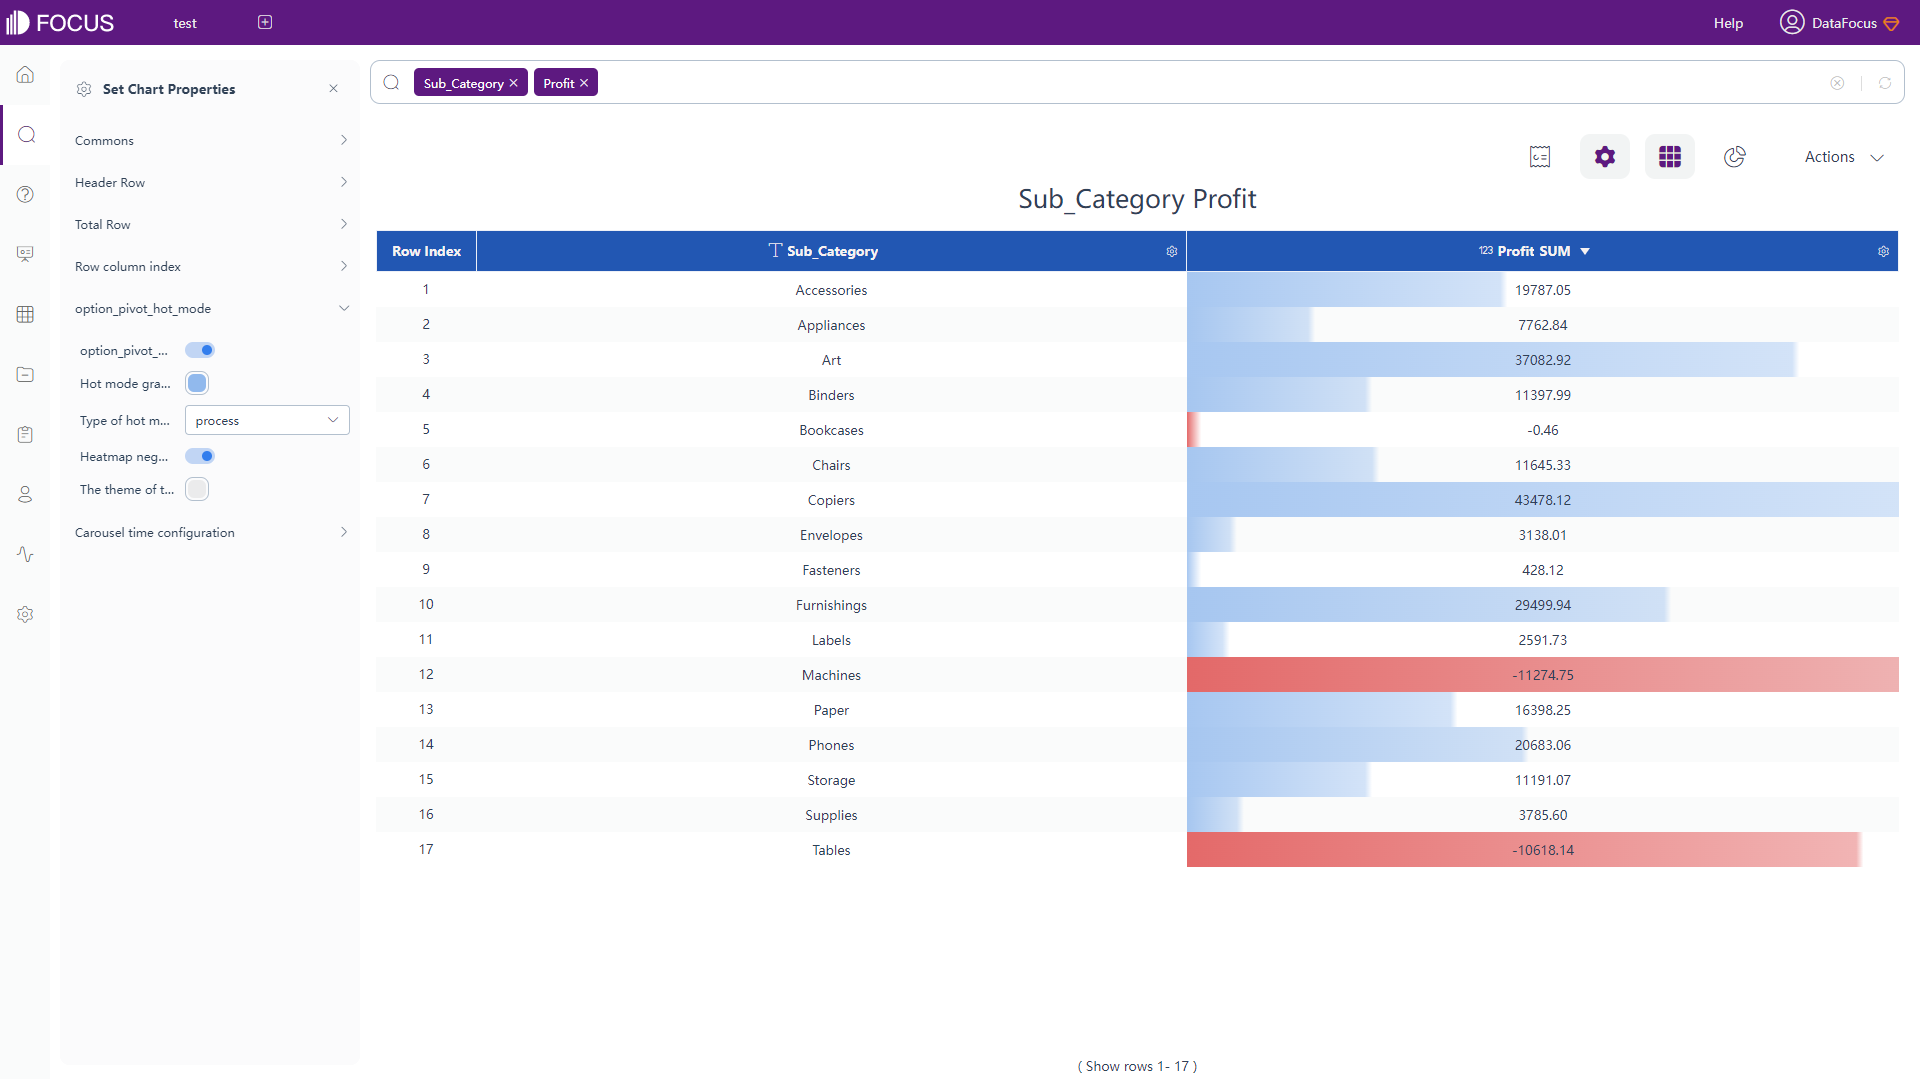 FOCUS test Help DataFocus
Set Chart Properties
Commons
Header Row
Total Row
Row column index
option_pivot_hot_mode
option_pivot_...
Hot mode gra...
Type of hot m... process
Heatmap neg...
The theme of t...
Carousel time configuration
Sub_Category Profit
Actions
Sub_Category Profit
Row Index Sub_Category 123 Profit SUM
1 Accessories 19787.05
2 Appliances 7762.84
3 Art 37082.92
4 Binders 11397.99
5 Bookcases -0.46
6 Chairs 11645.33
7 Copiers 43478.12
8 Envelopes 3138.01
9 Fasteners 428.12
10 Furnishings 29499.94
11 Labels 2591.73
12 Machines -11274.75
13 Paper 16398.25
14 Phones 20683.06
15 Storage 11191.07
16 Supplies 3785.60
17 Tables -10618.14
( Show rows 1- 17 )